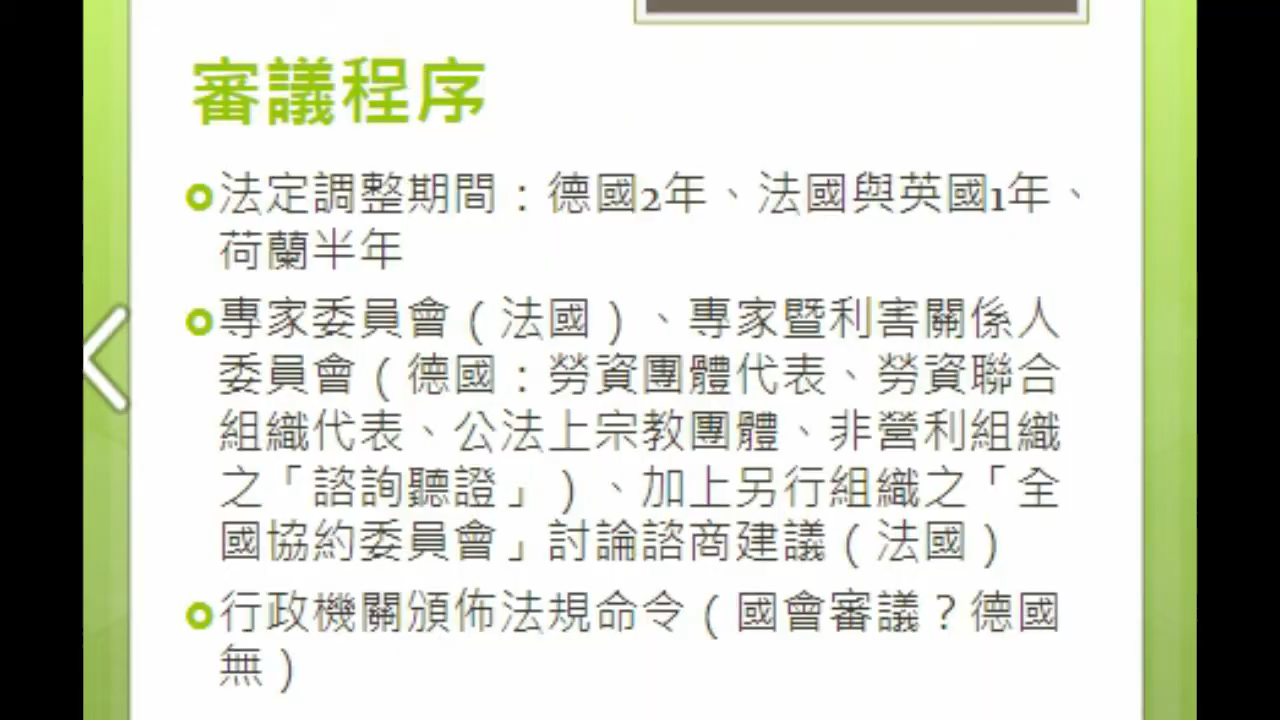 審議程序
法定調整期間：德國2年、法國與英國1年、
荷蘭半年
專家委員會（法國）、專家暨利害關係人
委員會（德國：勞資團體代表、勞資聯合
組織代表、公法上宗教團體、非營利組織
之「諮詢聽證」）、加上另行組織之「全
國協約委員會」討論諮商建議（法國）
行政機關頒佈法規命令（國會審議？德國
無）